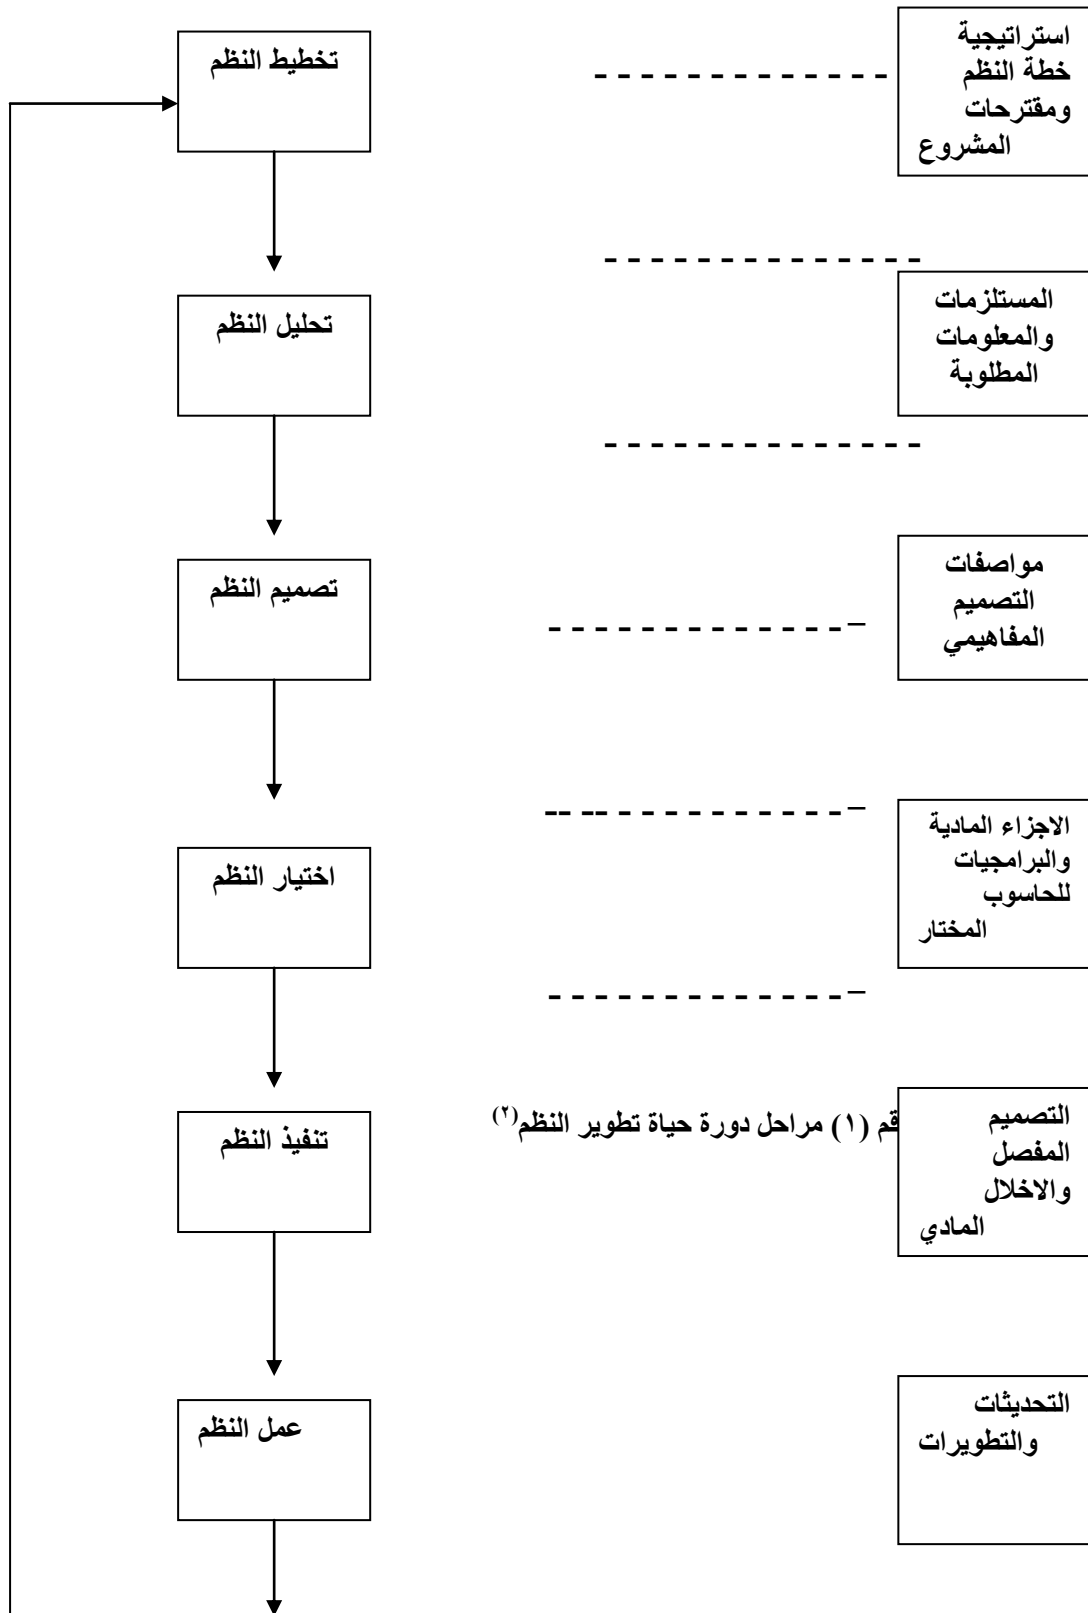 تخطيط النظم
استراتيجية
خطة النظم
ومقترحات
المشروع
تحليل النظم
المستلزمات
والمعلومات
المطلوبة
تصميم النظم
مواصفات
التصميم
المفاهيمي
اختيار النظم
الاجزاء المادية
والبرامجيات
للحاسوب
المختار
تنفيذ النظم
قم (١) مراحل دورة حياة تطوير النظم(٢)
التصميم
المفصل
والاخلال
المادي
عمل النظم
التحديثات
والتطويرات